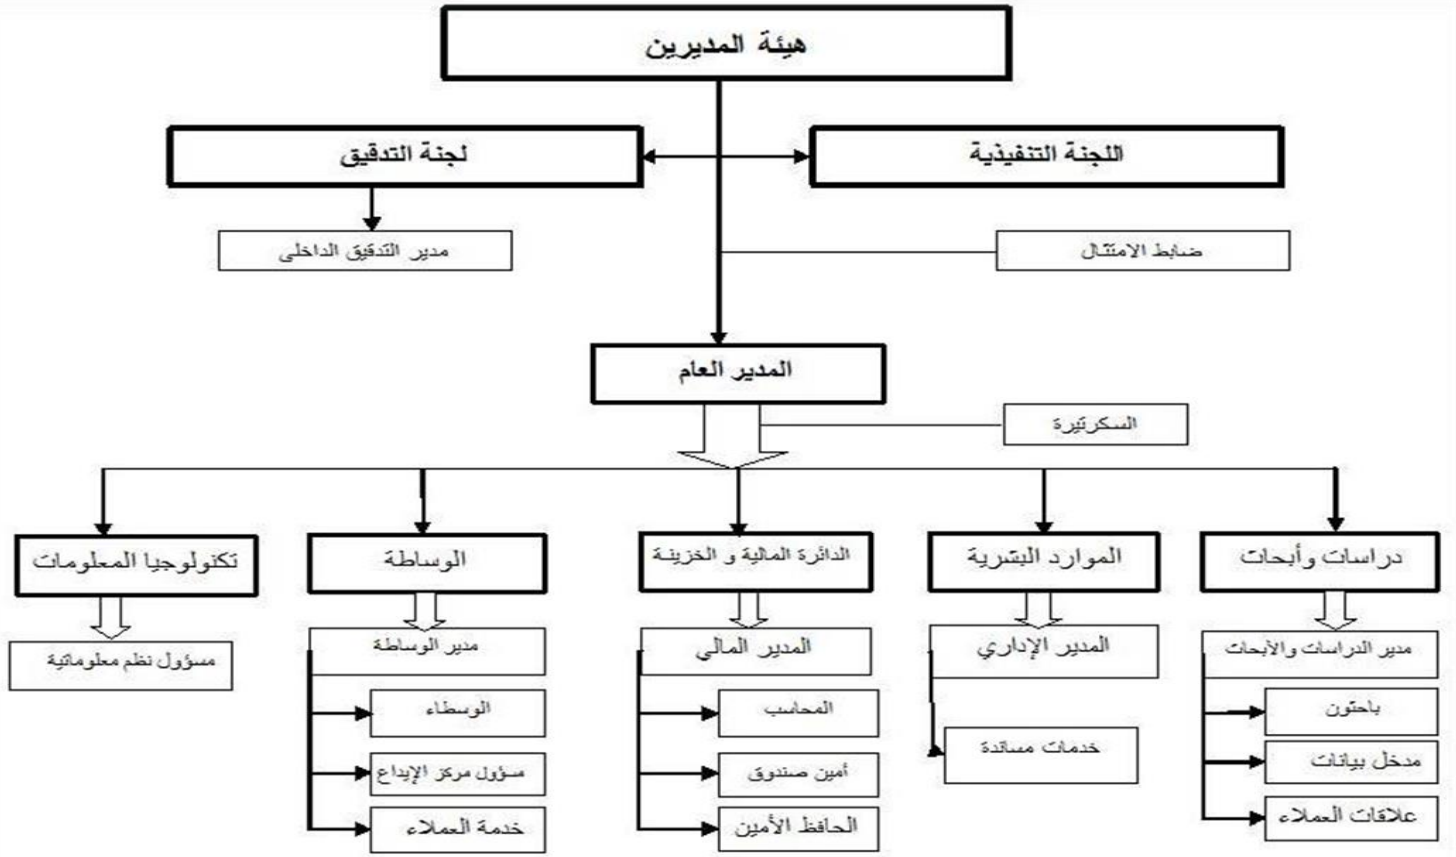 هيئة المديرين
اللجنة التنفيذية
لجنة التدقيق
ضابط الامتثال
مدير التدقيق الداخلى
المدير العام
السكرتيرة
دراسات وأبحاث
الموارد البشرية
الدائرة المالية و الخزينة
الوساطة
تكنولوجيا المعلومات
مدير الدراسات والأبحاث
المدير الإداري
المدير المالي
مدير الوساطة
مسؤول نظم معلوماتية
باحثون
المحاسب
الوسطاء
خدمات مساندة
مدخل بيانات
أمين صندوق
مسؤول مركز الإيداع
علاقات العملاء
الحافظ الأمين
خدمة العملاء